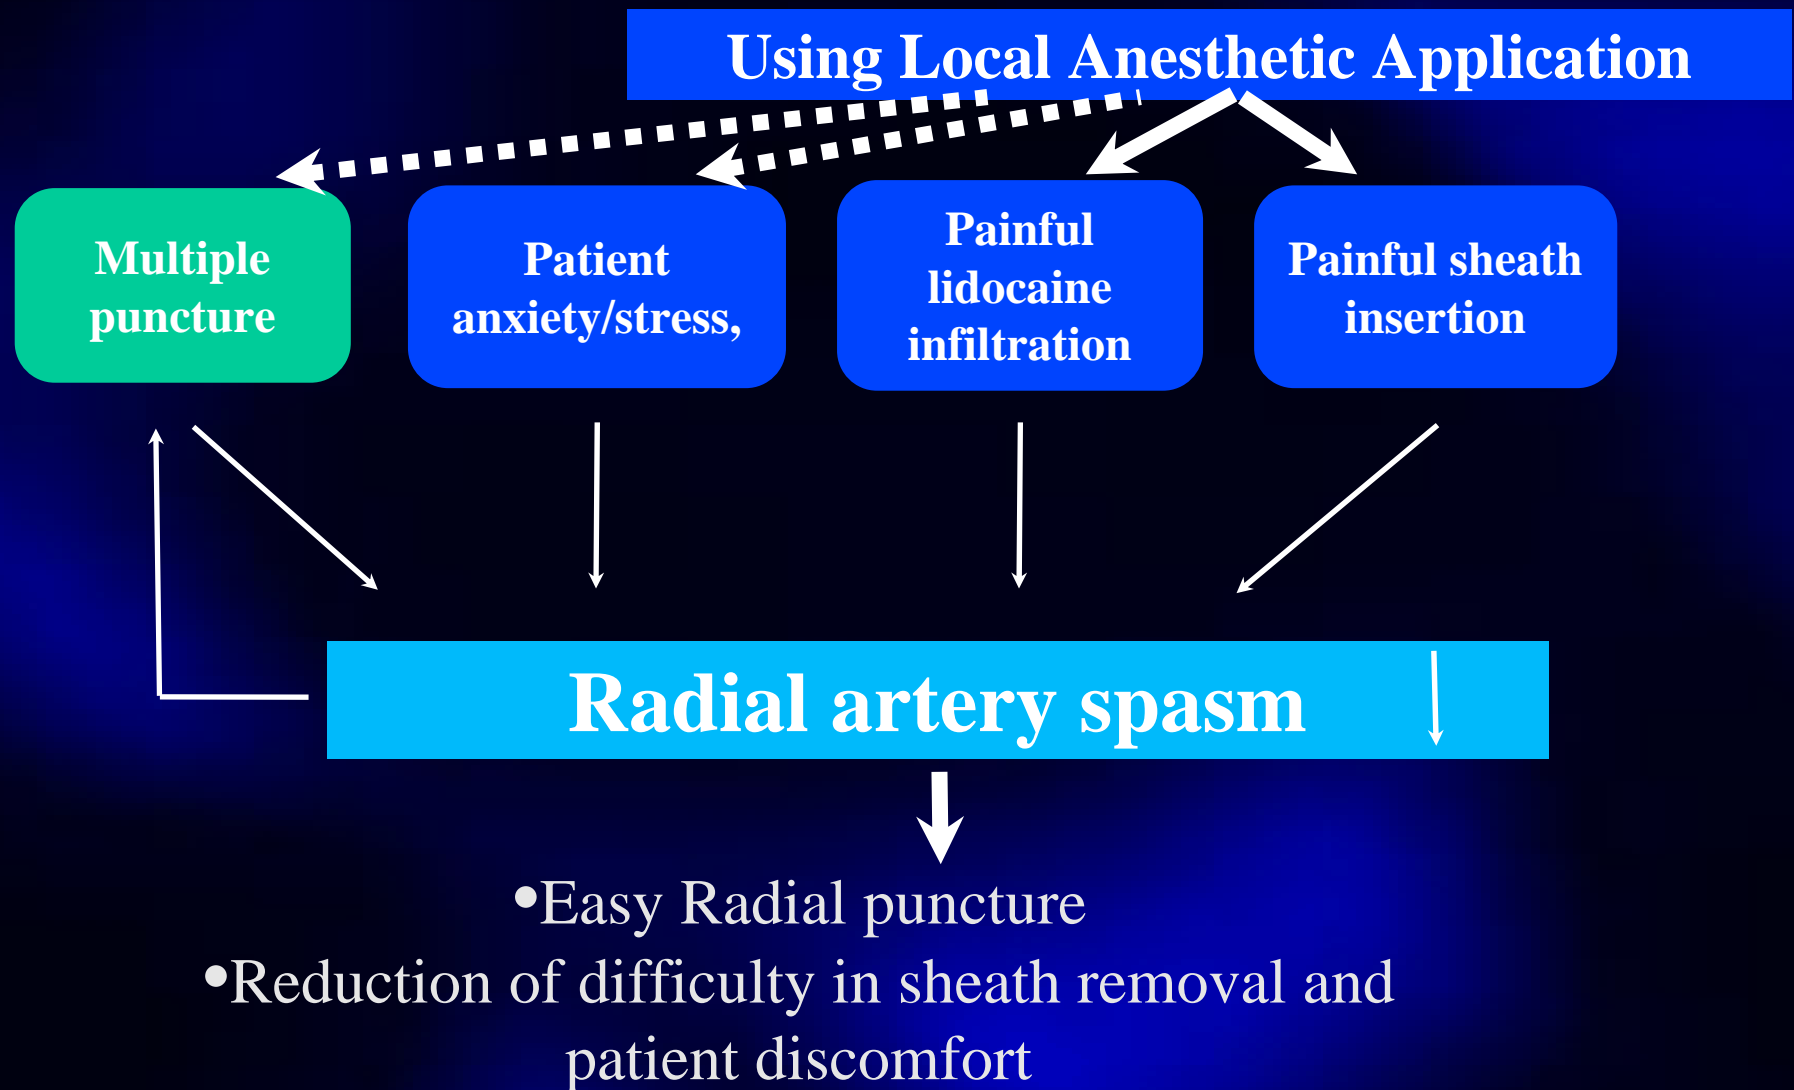 Using Local Anesthetic Application
Multiple
puncture
Patient
anxiety/stress,
Painful
lidocaine
infiltration
Painful sheath
insertion
Radial artery spasm
•Easy Radial puncture
•Reduction of difficulty in sheath removal and
patient discomfort